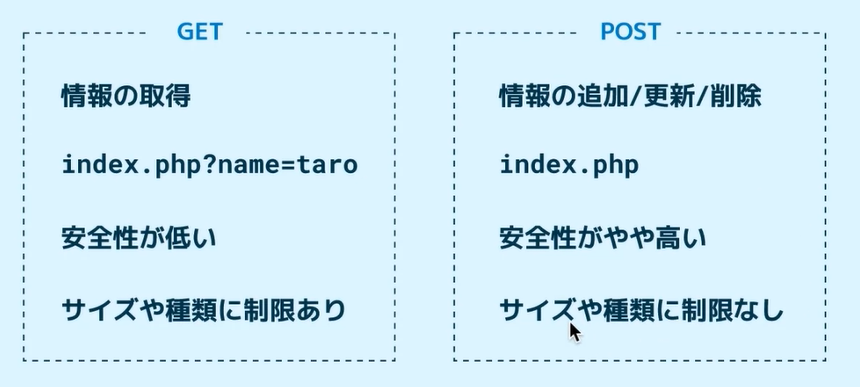 GET
情報の取得
index.php?name=taro
安全性が低い
サイズや種類に制限あり
POST
情報の追加/更新/削除
index.php
安全性がやや高い
サイズや種類に制限なし